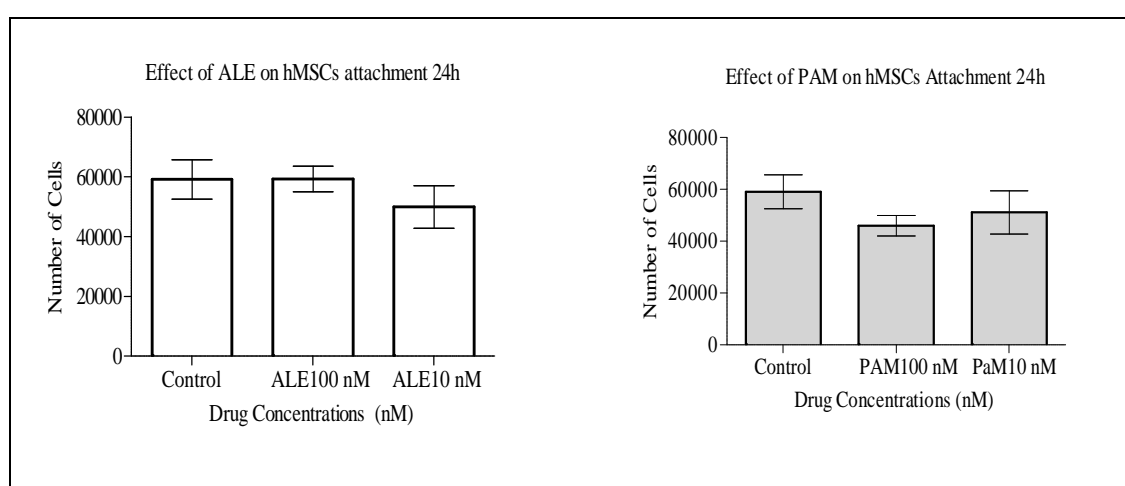 Effect of ALE on hMSCs attachment 24h
80000
60000
40000
20000
0
Number of Cells
Control
ALE100 nM
ALE10 nM
Drug Concentrations (nM)
Effect of PAM on hMSCs Attachment 24h
80000
60000
40000
20000
0
Number of Cells
Control
PAM100 nM
PaM10 nM
Drug Concentrations (nM)